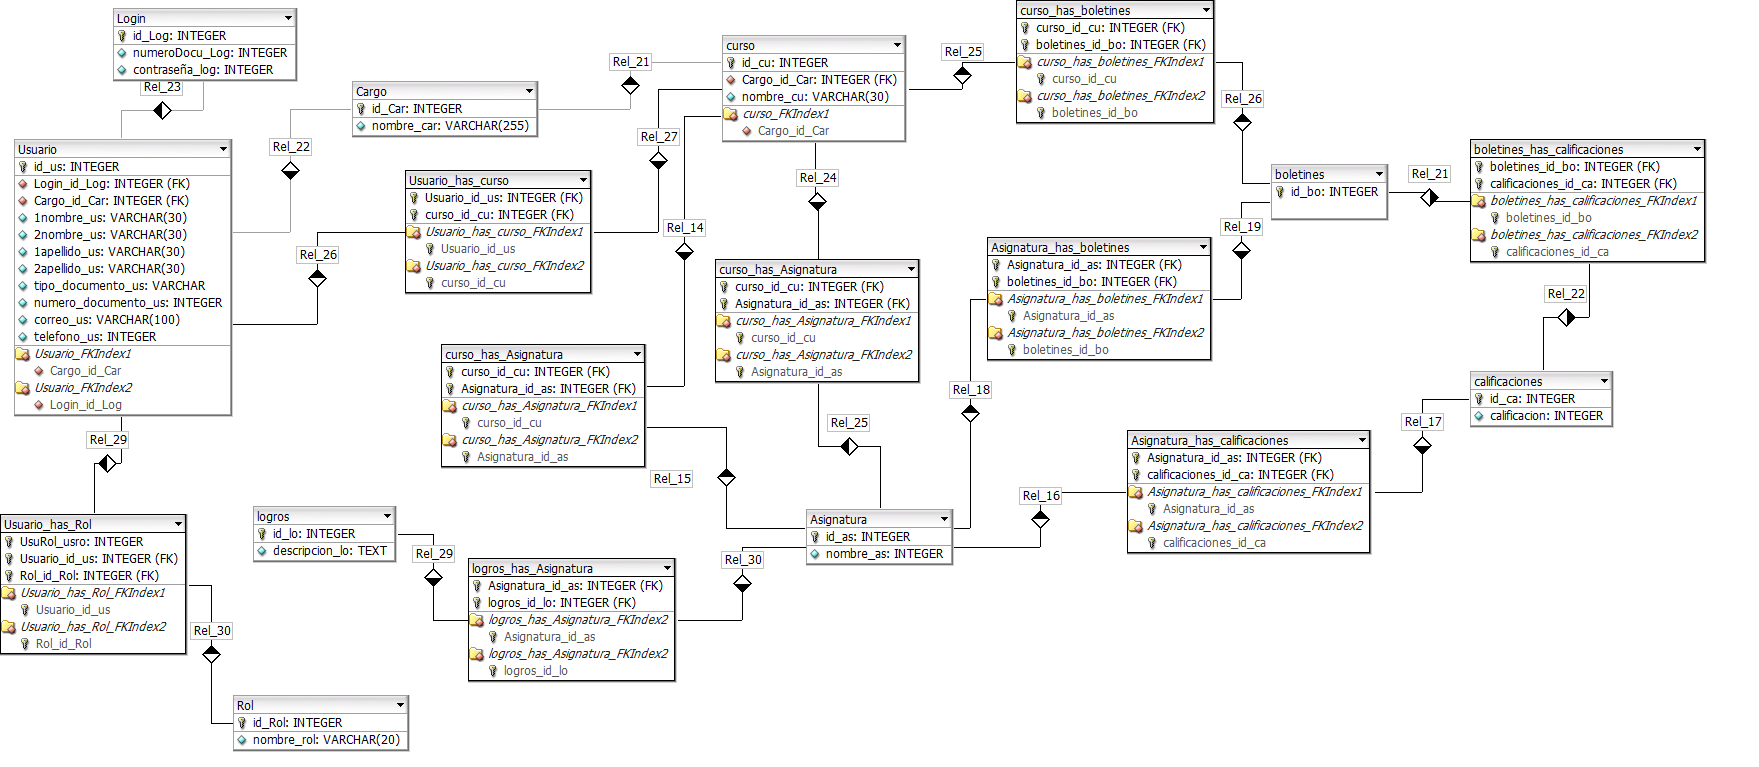 Login
id_Log: INTEGER
numeroDocu_Log: INTEGER
contraseña_log: INTEGER
Rel_23
Usuario
id_us: INTEGER
Login_id_Log: INTEGER (FK)
Cargo_id_Car: INTEGER (FK)
1nombre_us: VARCHAR(30)
2nombre_us: VARCHAR(30)
1apellido_us: VARCHAR(30)
2apellido_us: VARCHAR(30)
tipo_documento_us: VARCHAR
numero_documento_us: INTEGER
correo_us: VARCHAR(100)
telefono_us: INTEGER
Usuario_FKIndex1
Cargo_id_Car
Usuario_FKIndex2
Login_id_Log
Rel_29
Usuario_has_Rol
UsuRol_usro: INTEGER
Usuario_id_us: INTEGER (FK)
Rol_id_Rol: INTEGER (FK)
Usuario_has_Rol_FKIndex1
Usuario_id_us
Usuario_has_Rol_FKIndex2
Rol_id_Rol
Rel_30
Rol
id_Rol: INTEGER
nombre_rol: VARCHAR(20)
Rel_22
Cargo
id_Car: INTEGER
nombre_car: VARCHAR(255)
Rel_21
Rel_26
Usuario_has_curso
Usuario_id_us: INTEGER (FK)
curso_id_cu: INTEGER (FK)
Usuario_has_curso_FKIndex1
Usuario_id_us
Usuario_has_curso_FKIndex2
curso_id_cu
Rel_27
Rel_14
curso_has_Asignatura
curso_id_cu: INTEGER (FK)
Asignatura_id_as: INTEGER (FK)
curso_has_Asignatura_FKIndex1
curso_id_cu
curso_has_Asignatura_FKIndex2
Asignatura_id_as
Rel_15
logros
id_lo: INTEGER
descripcion_lo: TEXT
Rel_29
logros_has_Asignatura
Asignatura_id_as: INTEGER (FK)
logros_id_lo: INTEGER (FK)
logros_has_Asignatura_FKIndex2
Asignatura_id_as
logros_has_Asignatura_FKIndex2
logros_id_lo
Rel_30
curso
id_cu: INTEGER
Cargo_id_Car: INTEGER (FK)
nombre_cu: VARCHAR(30)
curso_FKIndex1
Cargo_id_Car
Rel_24
curso_has_Asignatura
curso_id_cu: INTEGER (FK)
Asignatura_id_as: INTEGER (FK)
curso_has_Asignatura_FKIndex1
curso_id_cu
curso_has_Asignatura_FKIndex2
Asignatura_id_as
Rel_25
Asignatura
id_as: INTEGER
nombre_as: INTEGER
Rel_25
curso_has_boletines
curso_id_cu: INTEGER (FK)
boletines_id_bo: INTEGER (FK)
curso_has_boletines_FKIndex1
curso_id_cu
curso_has_boletines_FKIndex2
boletines_id_bo
Rel_26
boletines
id_bo: INTEGER
Rel_19
Asignatura_has_boletines
Asignatura_id_as: INTEGER (FK)
boletines_id_bo: INTEGER (FK)
Asignatura_has_boletines_FKIndex1
Asignatura_id_as
Asignatura_has_boletines_FKIndex2
boletines_id_bo
Rel_18
Rel_16
Rel_21
boletines_has_calificaciones
boletines_id_bo: INTEGER (FK)
calificaciones_id_ca: INTEGER (FK)
boletines_has_calificaciones_FKIndex1
boletines_id_bo
boletines_has_calificaciones_FKIndex2
calificaciones_id_ca
Rel_22
calificaciones
id_ca: INTEGER
calificacion: INTEGER
Rel_17
Asignatura_has_calificaciones
Asignatura_id_as: INTEGER (FK)
calificaciones_id_ca: INTEGER (FK)
Asignatura_has_calificaciones_FKIndex1
Asignatura_id_as
Asignatura_has_calificaciones_FKIndex2
calificaciones_id_ca